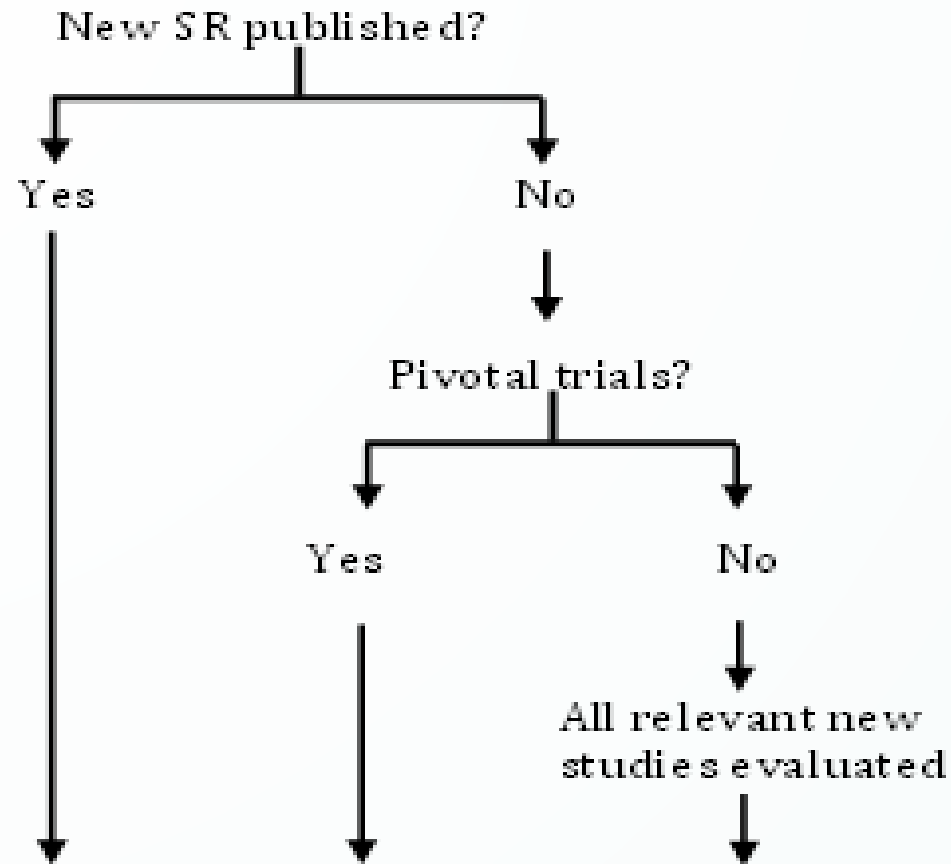 New SR published?
Yes
No
Pivotal trials?
Yes
No
All relevant new
studies evaluated